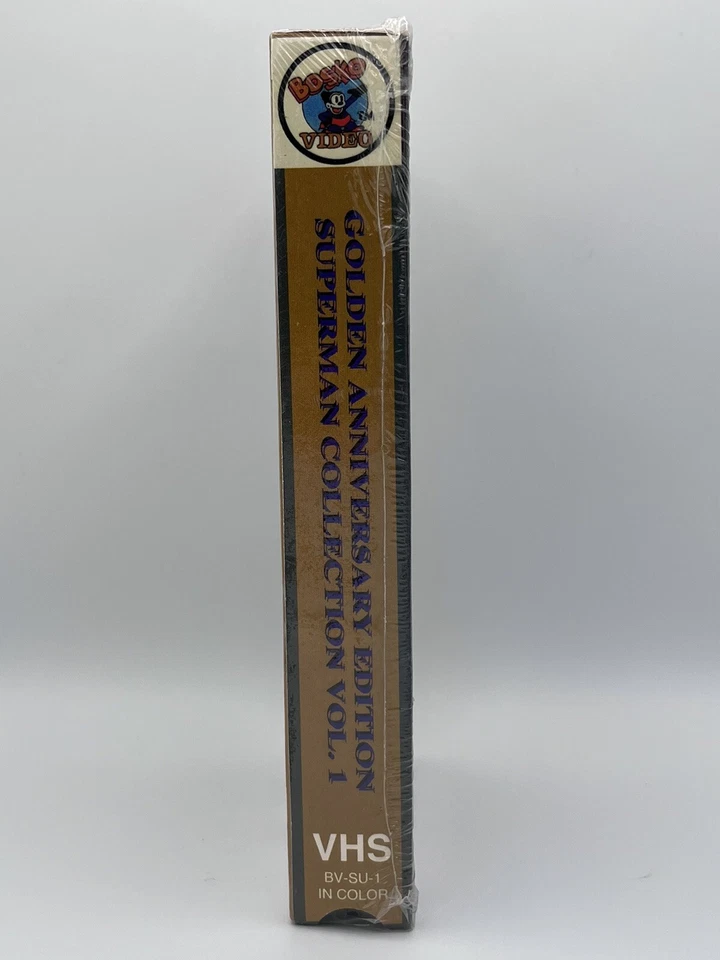 Bosko
VIDEO
GOLDEN ANNIVERSARY EDITION
SUPERMAN COLLECTION VOL. 1
VHS
BV-SU-1
IN COLOR